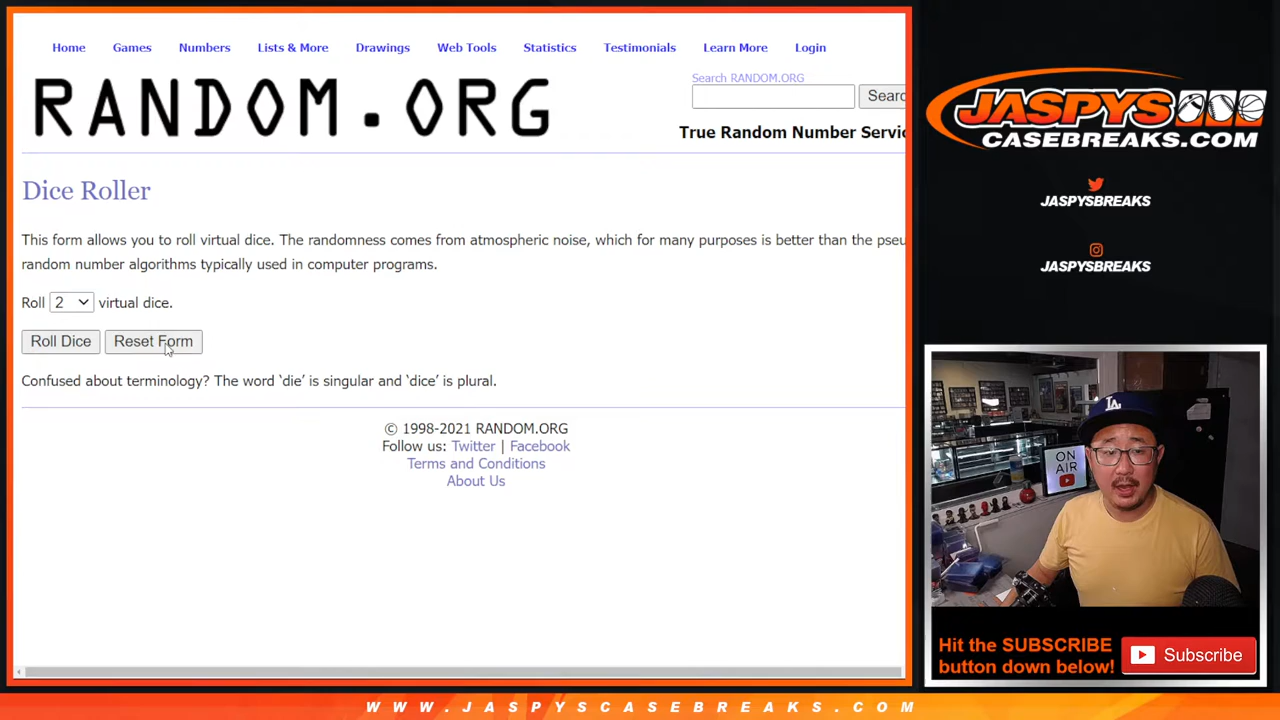 Home Games Numbers Lists & More Drawings Web Tools Statistics Testimonials Learn More Login
RANDOM.ORG
Search RANDOM.ORG
Searc
True Random Number Servic
Dice Roller
This form allows you to roll virtual dice. The randomness comes from atmospheric noise, which for many purposes is better than the pseu
random number algorithms typically used in computer programs.
Roll 2 virtual dice.
Roll Dice Reset Form
Confused about terminology? The word ‘die’ is singular and ‘dice’ is plural.
© 1998-2021 RANDOM.ORG
Follow us: Twitter | Facebook
Terms and Conditions
About Us
JASPYS
CASEBREAKS.COM
JASPYSBREAKS
JASPYSBREAKS
LA
ON
AIR
Hit the SUBSCRIBE
button down below!
Subscribe
WWW.JASPYSCASEBREAKS.COM